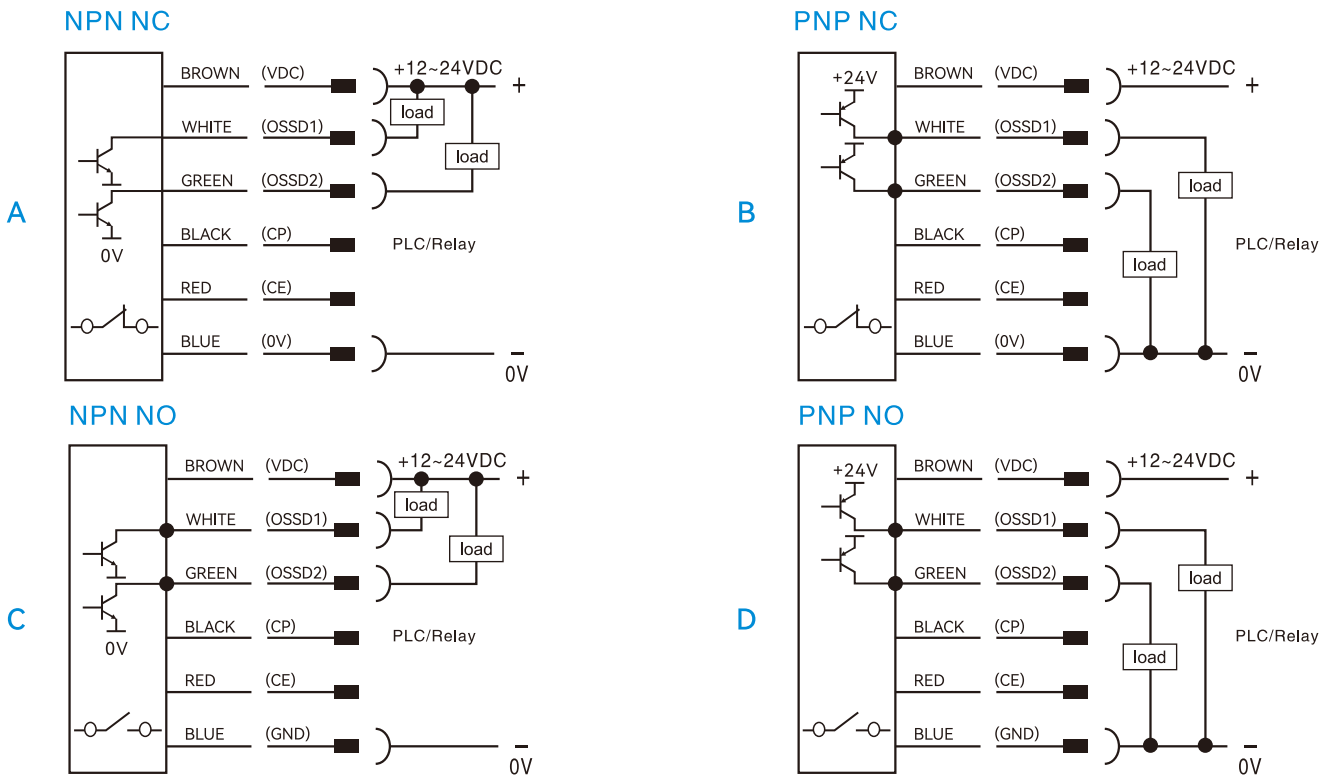 NPN NC
BROWN (VDC) +12~24VDC +
load
WHITE (OSSD1)
load
GREEN (OSSD2)
A
BLACK (CP) PLC/Relay
0V
RED (CE)
BLUE (0V) -
0V
PNP NC
+24V BROWN (VDC) +12~24VDC +
WHITE (OSSD1)
GREEN (OSSD2) load
B
BLACK (CP) PLC/Relay
load
RED (CE)
BLUE (0V) -
0V
NPN NO
BROWN (VDC) +12~24VDC +
load
WHITE (OSSD1)
load
GREEN (OSSD2)
C
BLACK (CP) PLC/Relay
0V
RED (CE)
BLUE (GND) -
0V
PNP NO
+24V BROWN (VDC) +12~24VDC +
WHITE (OSSD1)
GREEN (OSSD2) load
D
BLACK (CP) PLC/Relay
load
RED (CE)
BLUE (GND) -
0V